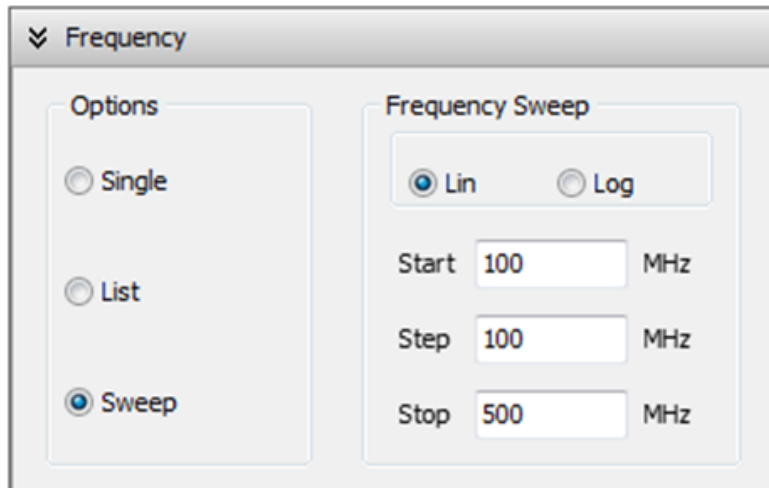 Frequency
Options
Single
List
Sweep
Frequency Sweep
Lin Log
Start 100 MHz
Step 100 MHz
Stop 500 MHz